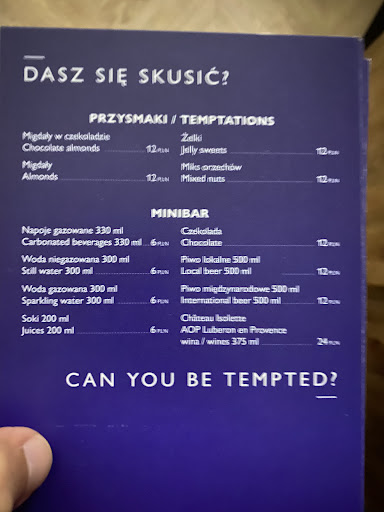 DASZ SIĘ SKUSIĆ?
PRZYSMAKI / TEMPTATIONS
Migdały w czekoladzie
Chocolate almonds 12 PLN
Migdały
Almonds 12 PLN
Żelki
Jelly sweets 12 PLN
Miks orzechów
Mixed nuts 12 PLN
MINIBAR
Napoje gazowane 330 ml
Carbonated beverages 330 ml 6 PLN
Woda niegazowana 300 ml
Still water 300 ml 6 PLN
Woda gazowana 300 ml
Sparkling water 300 ml 6 PLN
Soki 200 ml
Juices 200 ml 6 PLN
Czekolada
Chocolate 12 PLN
Piwo lokalne 500 ml
Local beer 500 ml 12 PLN
Piwo międzynarodowe 500 ml
International beer 500 ml 12 PLN
Château Isolette
AOP Luberon en Provence
wina / wines 375 ml 24 PLN
CAN YOU BE TEMPTED?